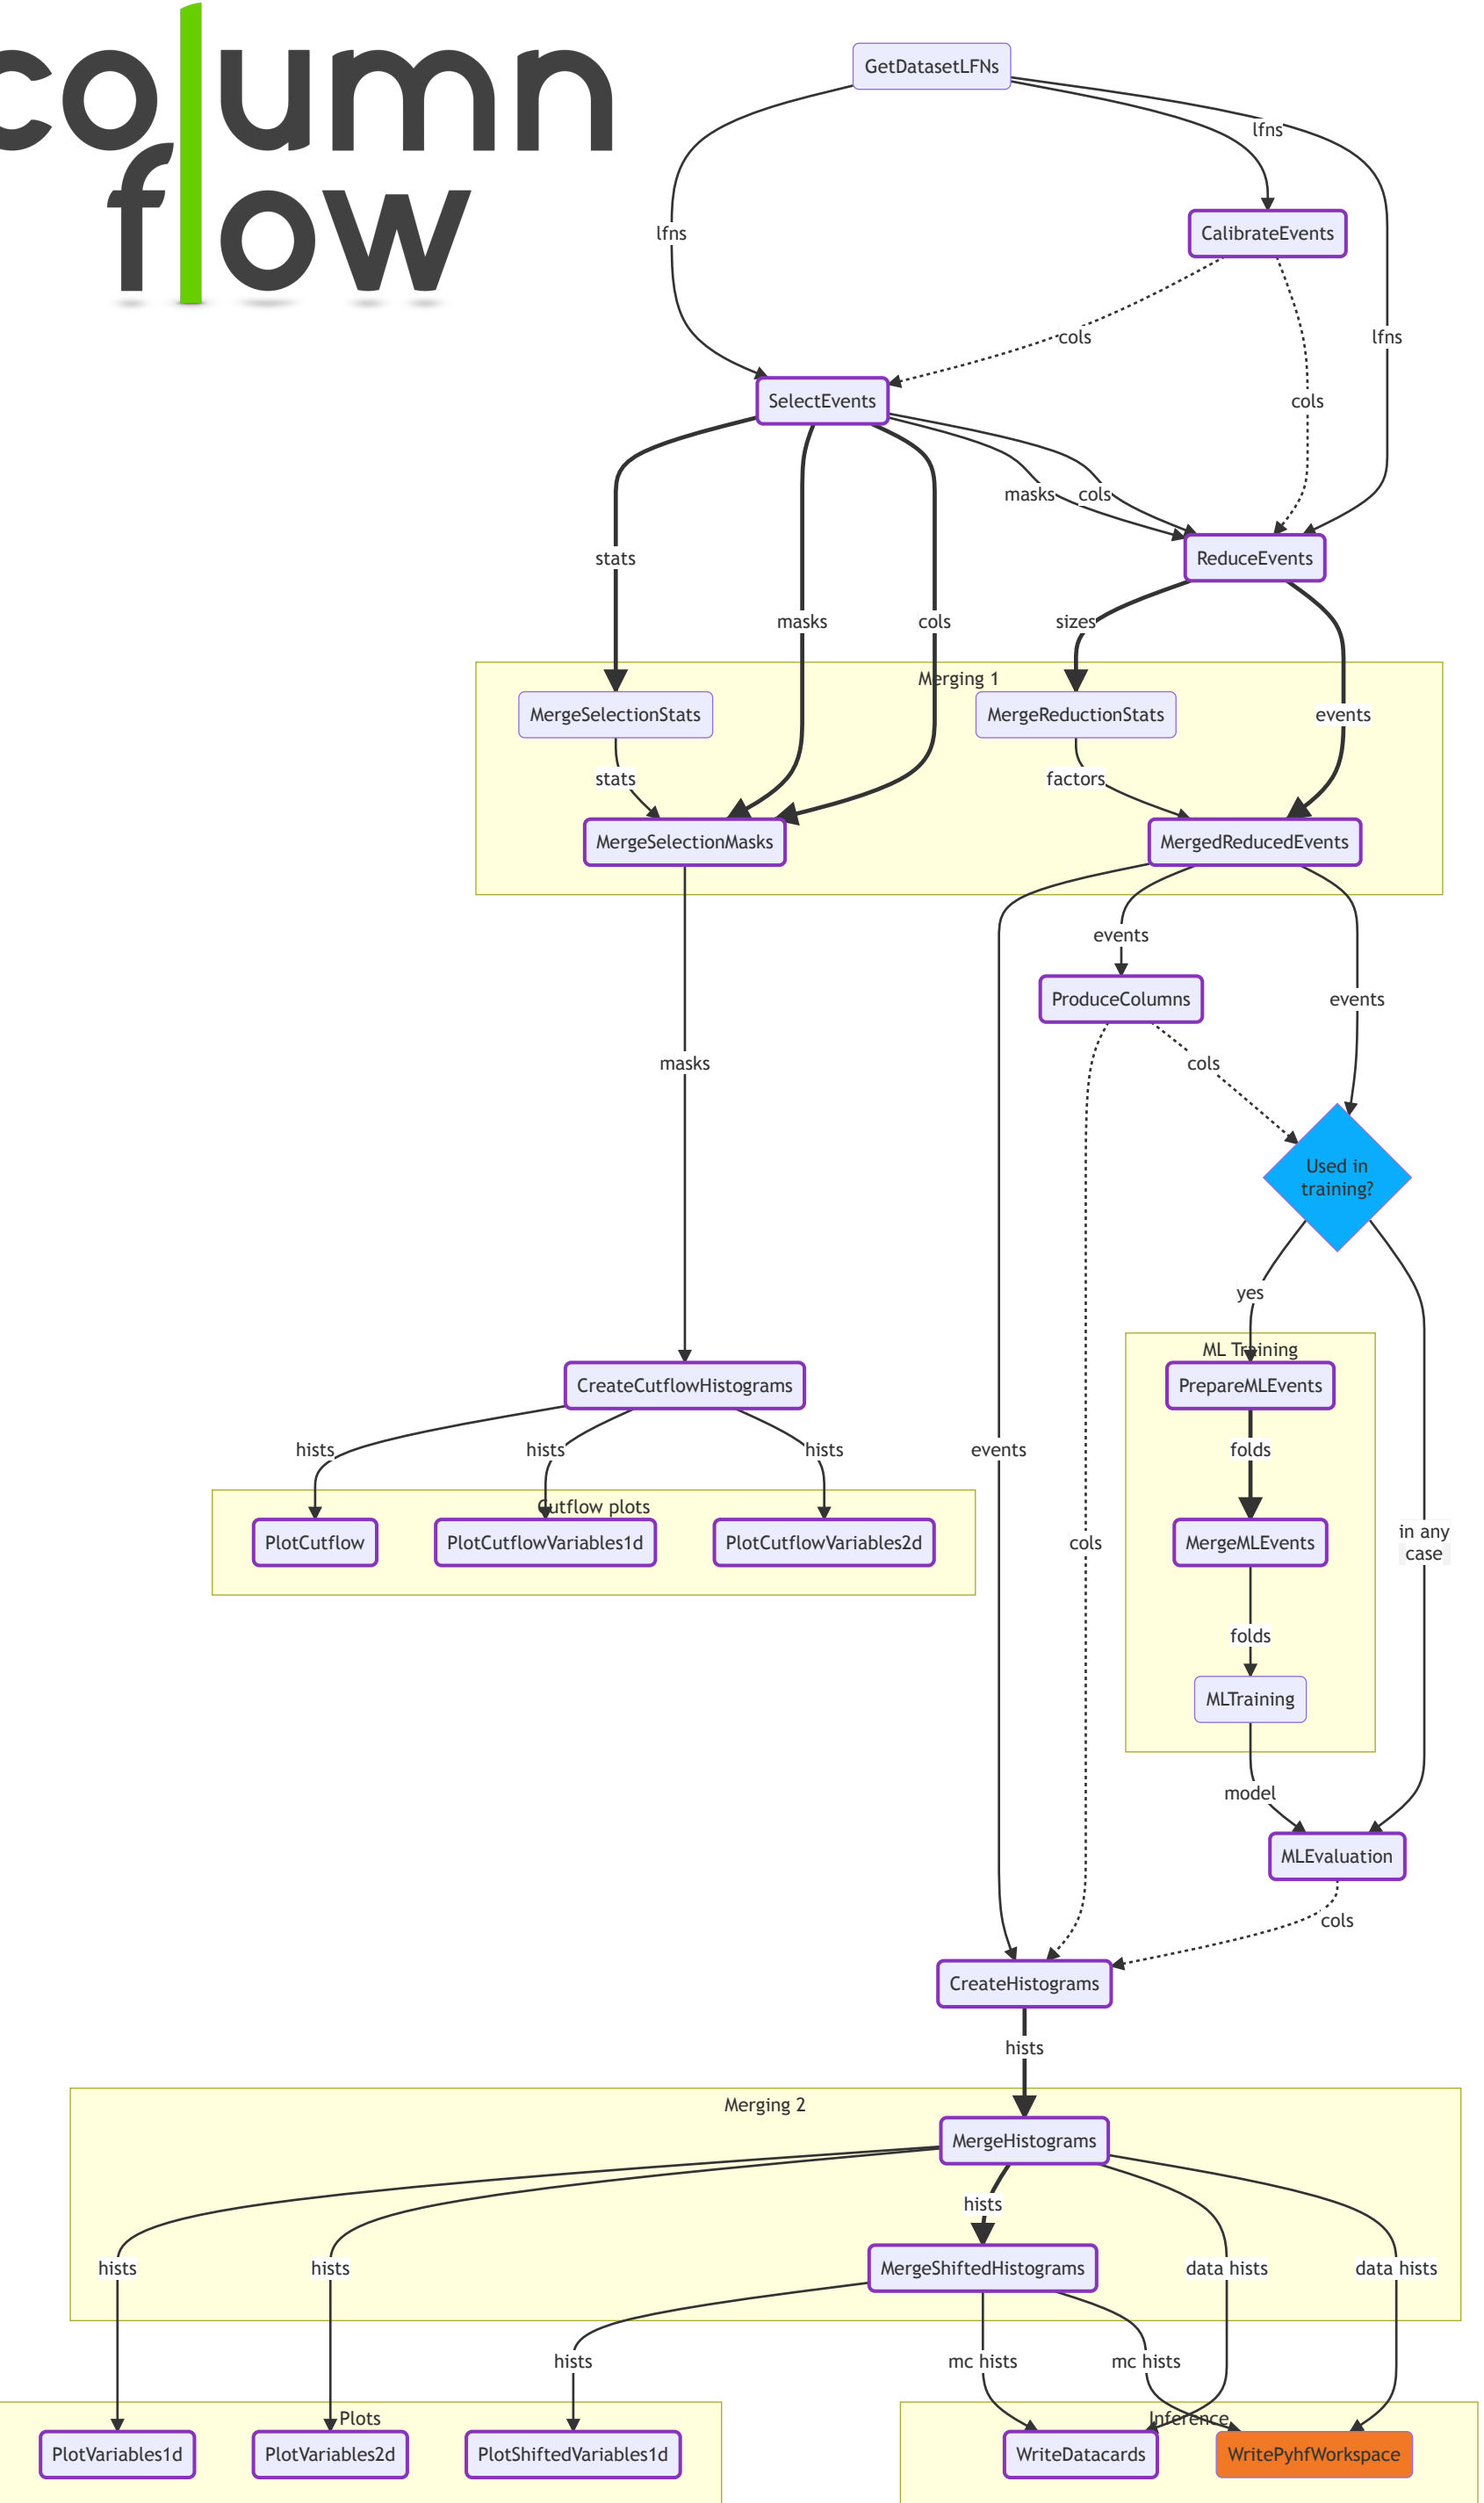 column
flow
GetDatasetLFNs
lfns
lfns
CalibrateEvents
cols
lfns
SelectEvents
cols
masks
cols
stats
ReduceEvents
masks
cols
sizes
Merging 1
MergeSelectionStats
MergeReductionStats
events
stats
factors
MergeSelectionMasks
MergedReducedEvents
events
ProduceColumns
events
masks
cols
Used in
training?
yes
ML Training
CreateCutflowHistograms
PrepareMLEvents
hists
hists
hists
events
folds
Cutflow plots
PlotCutflow
PlotCutflowVariables1d
PlotCutflowVariables2d
cols
MergeMLEvents
in any
case
folds
MLTraining
model
MLEvaluation
cols
CreateHistograms
hists
Merging 2
MergeHistograms
hists
hists
hists
MergeShiftedHistograms
data hists
data hists
hists
mc hists
mc hists
Plots
Inference
PlotVariables1d
PlotVariables2d
PlotShiftedVariables1d
WriteDatacards
WritePyhfWorkspace